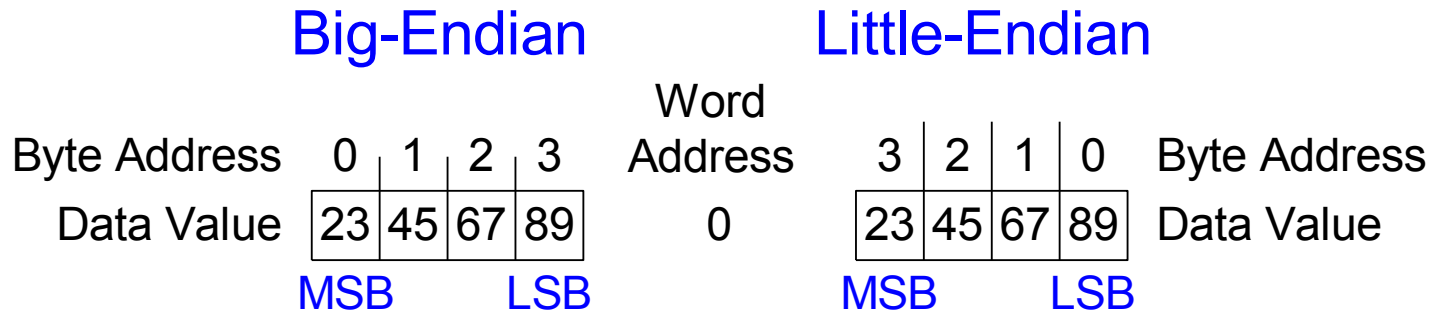 Big-Endian Little-Endian
Word
Byte Address 0 1 2 3 Address 3 2 1 0 Byte Address
Data Value 23 45 67 89 0 23 45 67 89 Data Value
MSB LSB MSB LSB